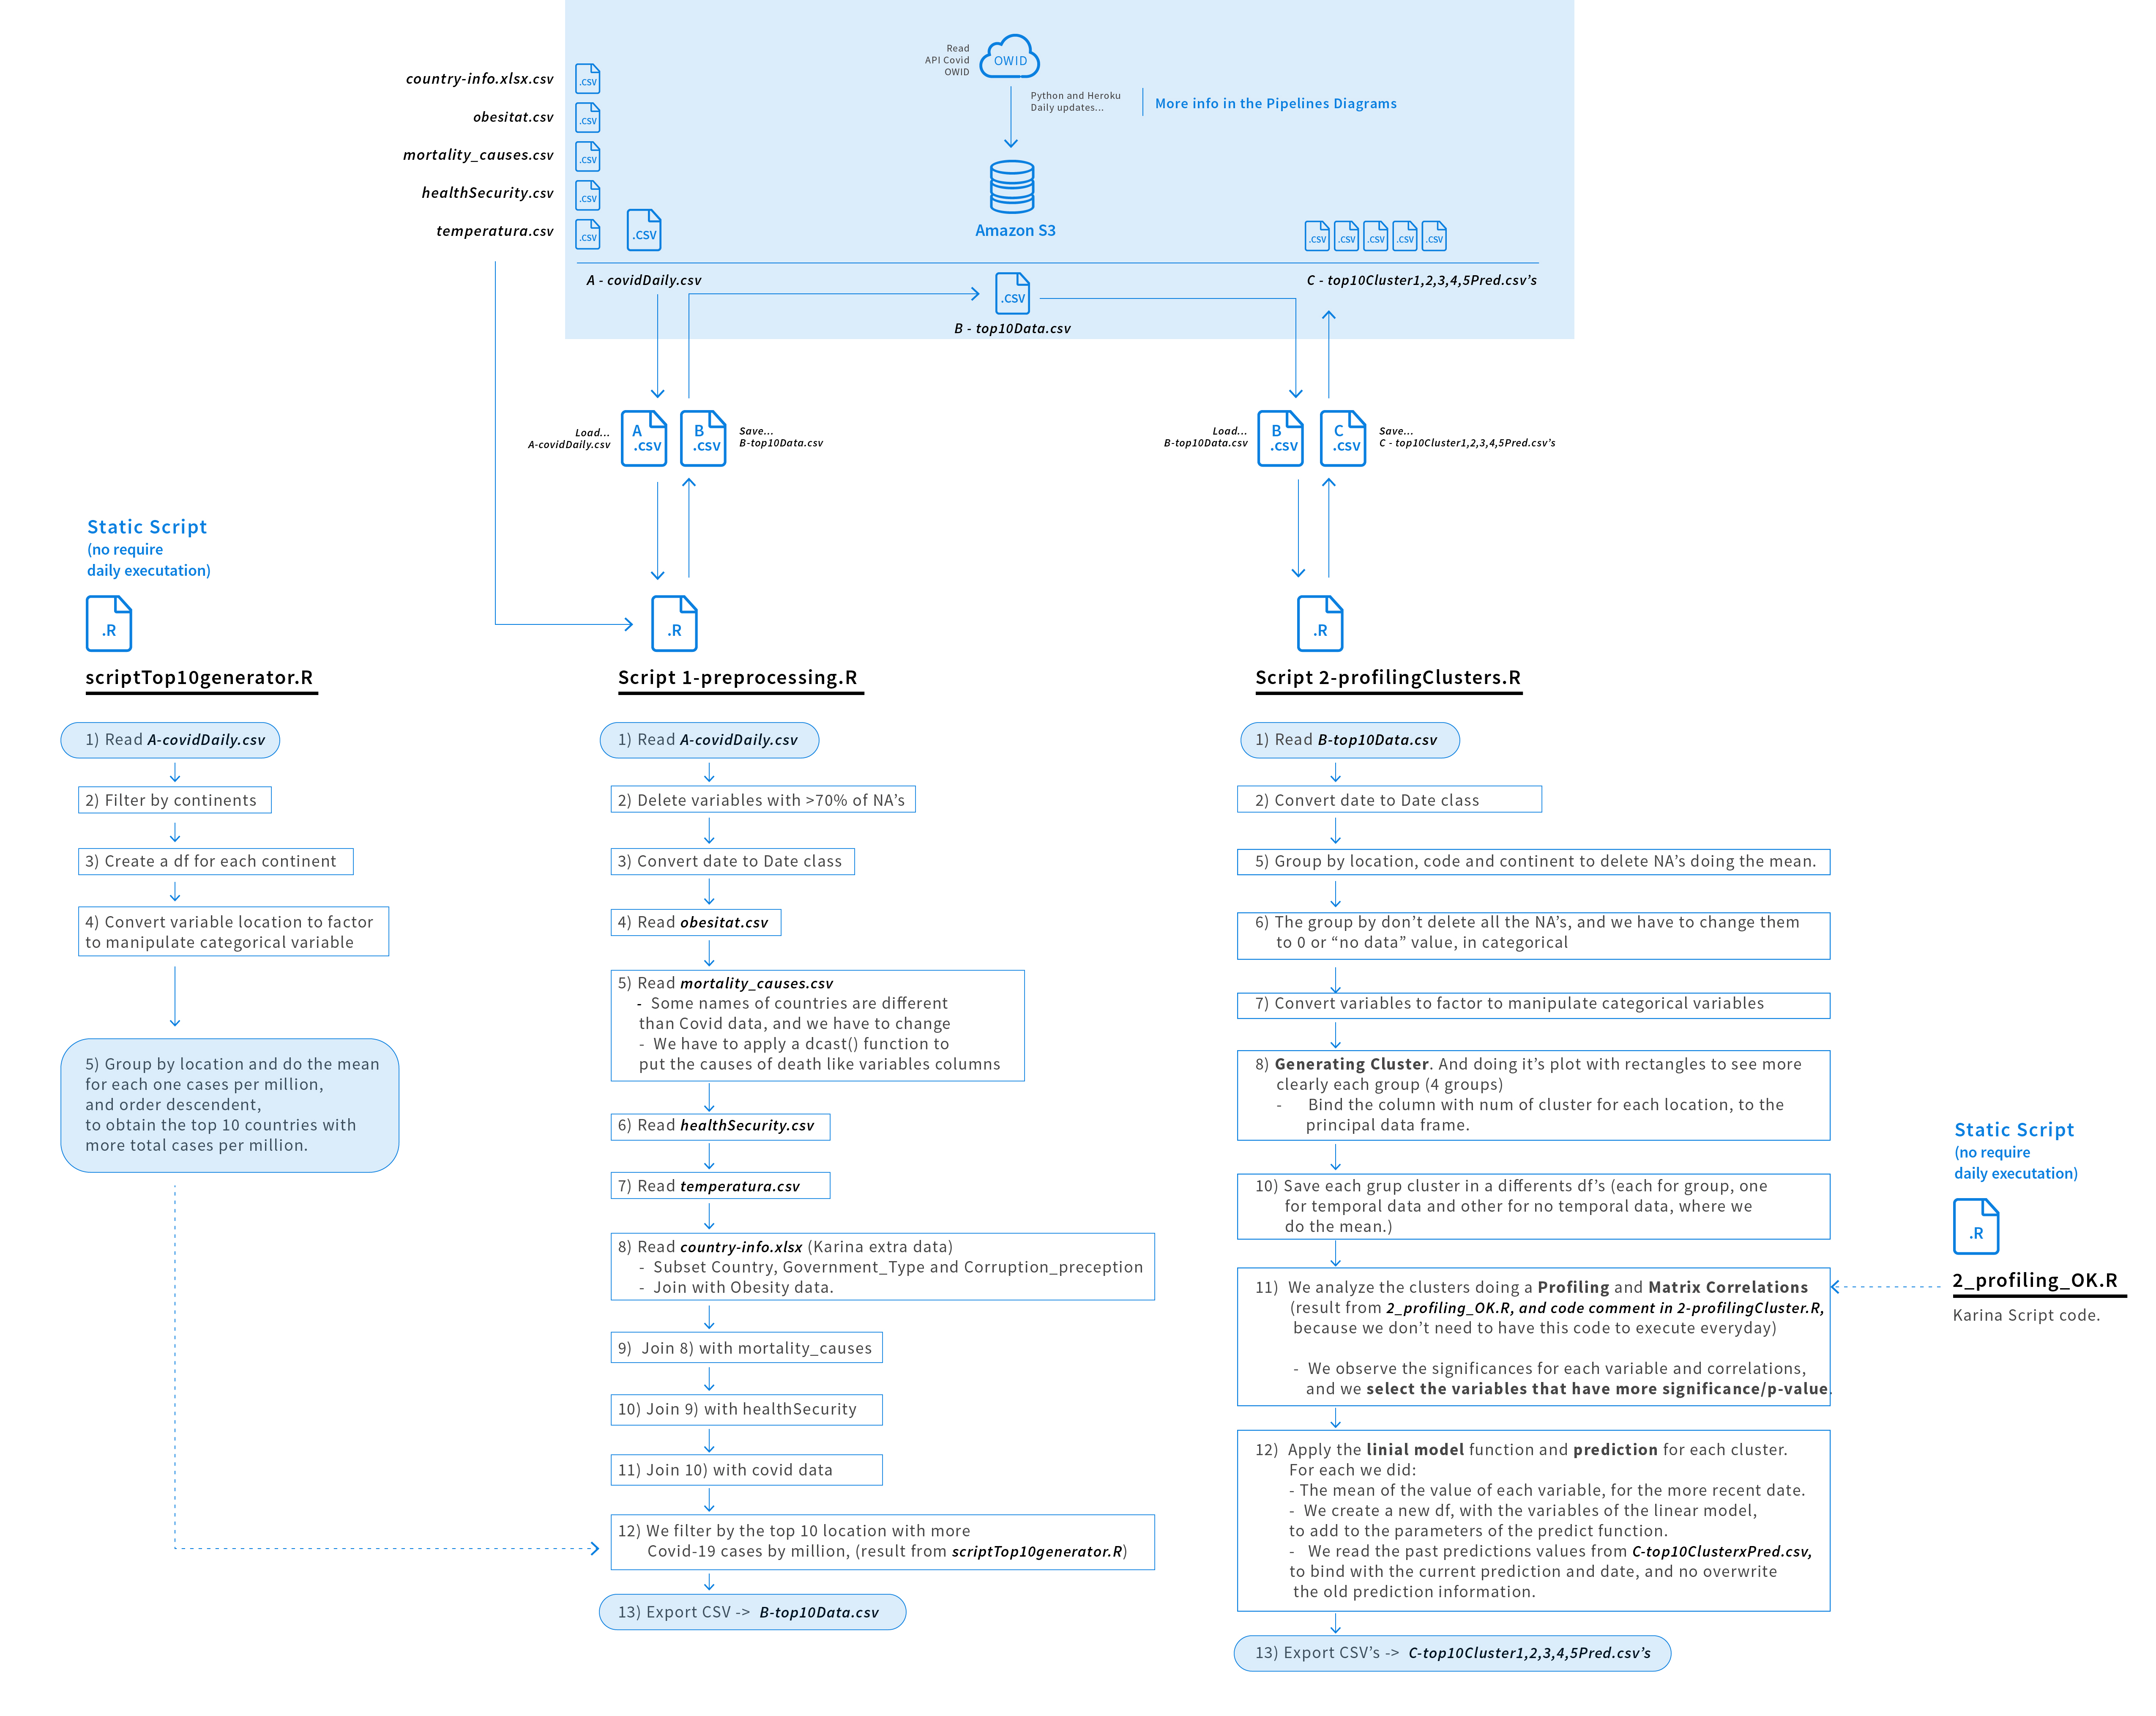 Read
API Covid
OWID
OWID
Python and Heroku
Daily updates...
More info in the Pipelines Diagrams
Amazon S3
country-info.xlsx.csv
.CSV
obesitat.csv
.CSV
mortality_causes.csv
.CSV
healthSecurity.csv
.CSV
temperatura.csv
.CSV
.CSV
.CSV .CSV .CSV .CSV .CSV
A - covidDaily.csv
.CSV
B - top10Data.csv
C - top10Cluster1,2,3,4,5Pred.csv’s
Load...
A-covidDaily.csv
A
.csv
B
.csv
Save...
B-top10Data.csv
Load...
B-top10Data.csv
B
.csv
C
.csv
Save...
C - top10Cluster1,2,3,4,5Pred.csv’s
Static Script
(no require
daily executation)
.R
scriptTop10generator.R
1) Read A-covidDaily.csv
2) Filter by continents
3) Create a df for each continent
4) Convert variable location to factor
to manipulate categorical variable
5) Group by location and do the mean
for each one cases per million,
and order descendent,
to obtain the top 10 countries with
more total cases per million.
.R
Script 1-preprocessing.R
1) Read A-covidDaily.csv
2) Delete variables with >70% of NA’s
3) Convert date to Date class
4) Read obesitat.csv
5) Read mortality_causes.csv
- Some names of countries are different
than Covid data, and we have to change
- We have to apply a dcast() function to
put the causes of death like variables columns
6) Read healthSecurity.csv
7) Read temperatura.csv
8) Read country-info.xlsx (Karina extra data)
- Subset Country, Government_Type and Corruption_preception
- Join with Obesity data.
9) Join 8) with mortality_causes
10) Join 9) with healthSecurity
11) Join 10) with covid data
12) We filter by the top 10 location with more
Covid-19 cases by million, (result from scriptTop10generator.R)
13) Export CSV -> B-top10Data.csv
.R
Script 2-profilingClusters.R
1) Read B-top10Data.csv
2) Convert date to Date class
5) Group by location, code and continent to delete NA’s doing the mean.
6) The group by don’t delete all the NA’s, and we have to change them
to 0 or “no data” value, in categorical
7) Convert variables to factor to manipulate categorical variables
8) Generating Cluster. And doing it’s plot with rectangles to see more
clearly each group (4 groups)
- Bind the column with num of cluster for each location, to the
principal data frame.
10) Save each grup cluster in a differents df’s (each for group, one
for temporal data and other for no temporal data, where we
do the mean.)
11) We analyze the clusters doing a Profiling and Matrix Correlations
(result from 2_profiling_OK.R, and code comment in 2-profilingCluster.R,
because we don’t need to have this code to execute everyday)
- We observe the significances for each variable and correlations,
and we select the variables that have more significance/p-value.
12) Apply the linial model function and prediction for each cluster.
For each we did:
- The mean of the value of each variable, for the more recent date.
- We create a new df, with the variables of the linear model,
to add to the parameters of the predict function.
- We read the past predictions values from C-top10ClusterxPred.csv,
to bind with the current prediction and date, and no overwrite
the old prediction information.
13) Export CSV’s -> C-top10Cluster1,2,3,4,5Pred.csv’s
Static Script
(no require
daily executation)
.R
2_profiling_OK.R
Karina Script code.